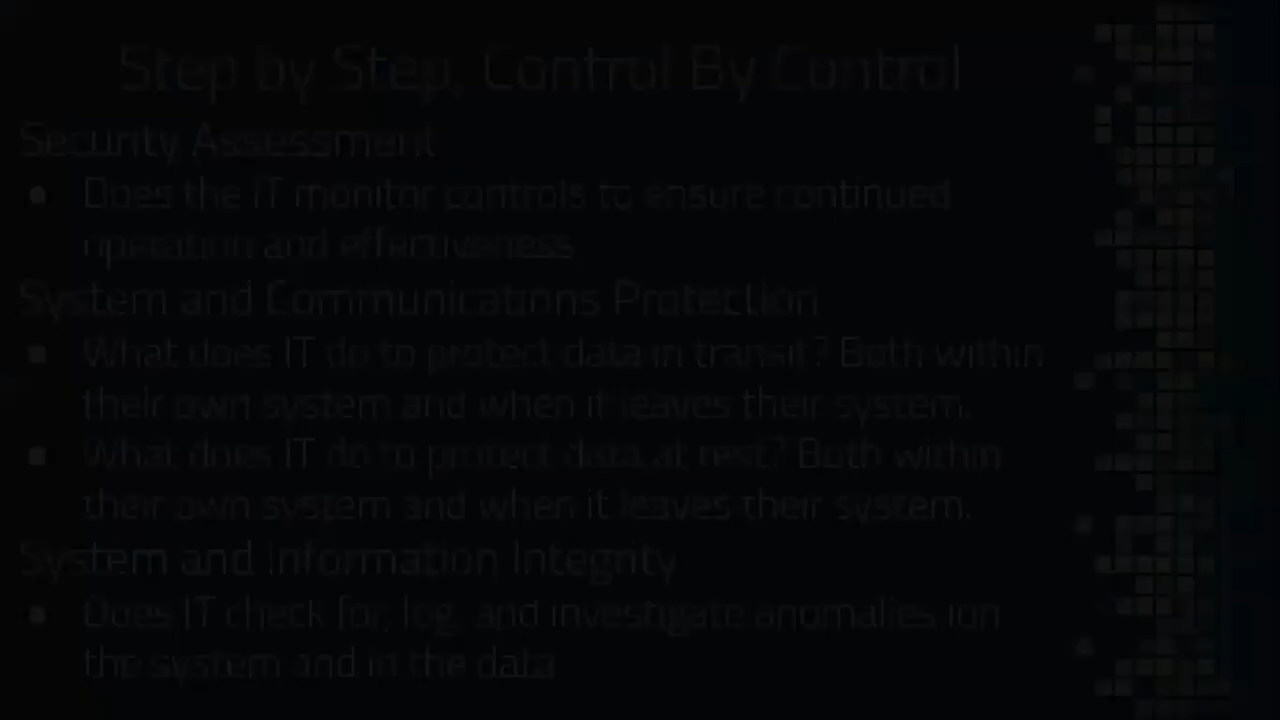 Step by Step, Control By Control
Security Assessment
Does the IT monitor controls to ensure continued
operation and effectiveness
System and Communications Protection
What does IT do to protect data in transit? Both within
their own system and when it leaves their system.
What does IT do to protect data at rest? Both within
their own system and when it leaves their system.
System and Information Integrity
Does IT check for, log, and investigate anomalies ion
the system and in the data